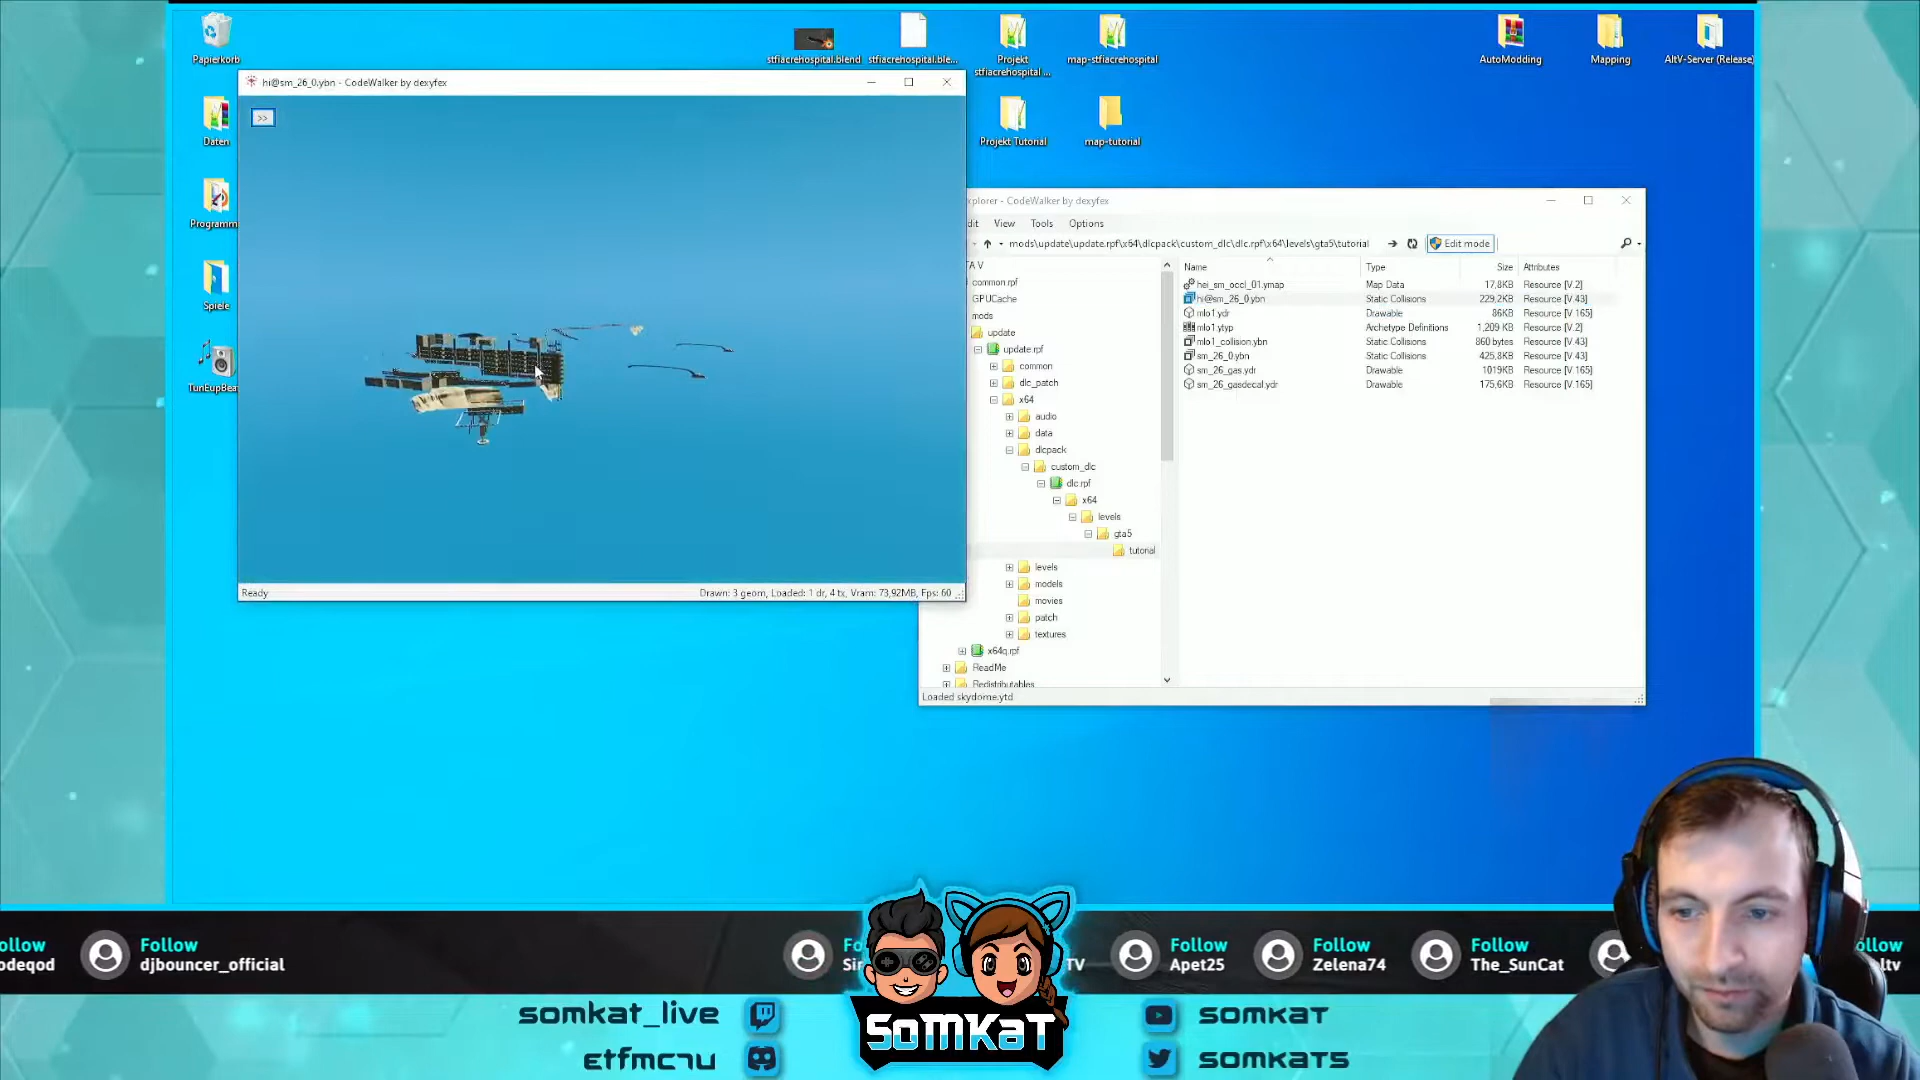 Papierkorb
stfiacrehospital.blend
stfiacrehospital.ble...
Projekt
stfiacrehospital ...
map-stfiacrehospital
AutoModding
Mapping
AltV-Server (Release)
hi@sm_26_0.ybn - CodeWalker by dexyfex
>>
Daten
Projekt Tutorial
map-tutorial
Programm
Spiele
TunEupBea
xplorer - CodeWalker by dexyfex
dit View Tools Options
mods\update\update.rpf\x64\dlcpack\custom_dlc\dlc.rpf\x64\levels\gta5\tutorial
Edit mode
TA V
common.rpf
GPUCache
mods
update
update.rpf
common
dlc_patch
x64
audio
data
dlcpack
custom_dlc
dlc.rpf
x64
levels
gta5
tutorial
levels
models
movies
patch
textures
x64q.rpf
ReadMe
Redistributables
Name Type Size Attributes
hei_sm_occl_01.ymap Map Data 17,8KB Resource [V.2]
hi@sm_26_0.ybn Static Collisions 229,2KB Resource [V.43]
mlo1.ydr Drawable 86KB Resource [V.165]
mlo1.ytyp Archetype Definitions 1,209 KB Resource [V.2]
mlo1_collision.ybn Static Collisions 860 bytes Resource [V.43]
sm_26_0.ybn Static Collisions 425,8KB Resource [V.43]
sm_26_gas.ydr Drawable 1019KB Resource [V.165]
sm_26_gasdecal.ydr Drawable 175,6KB Resource [V.165]
Ready
Drawn: 3 geom, Loaded: 1 dr, 4 tx, Vram: 73,92MB, Fps: 60
Loaded skydome.ytd
ollow
odeqod
Follow
djbouncer_official
Fo
Sir
TV
Follow
Apet25
Follow
Zelena74
Follow
The_SunCat
ollow
ltv
somkat_live
etfmc7u
SOMKAT
SOMKAT
SOMKATS